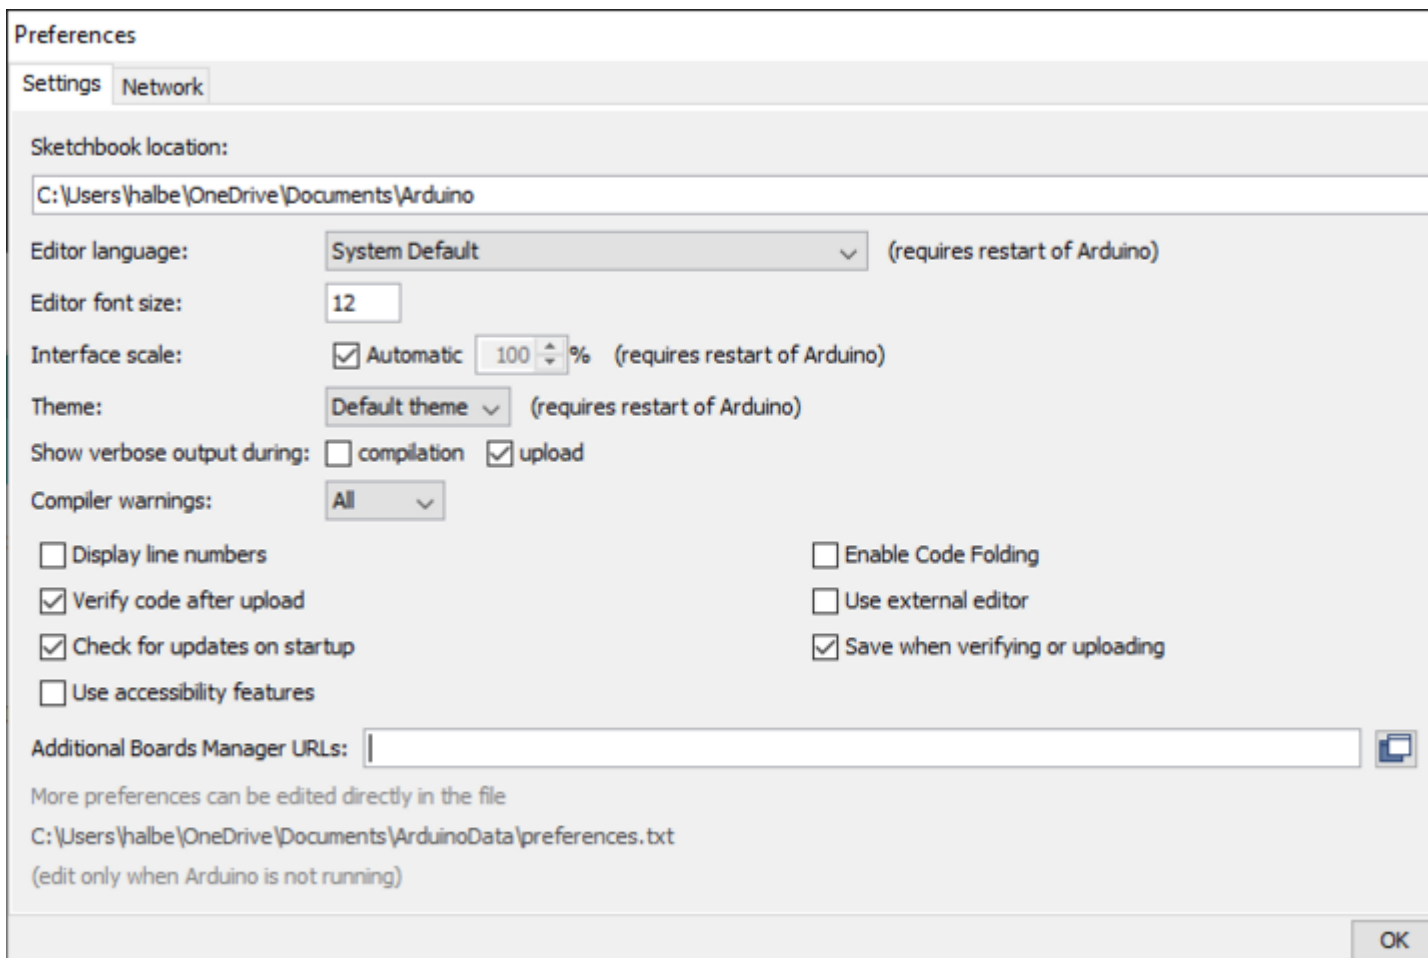 Preferences
Settings Network
Sketchbook location:
C:\Users\halbe\OneDrive\Documents\Arduino
Editor language: System Default (requires restart of Arduino)
Editor font size: 12
Interface scale: Automatic 100 % (requires restart of Arduino)
Theme: Default theme (requires restart of Arduino)
Show verbose output during: compilation upload
Compiler warnings: All
Display line numbers Enable Code Folding
Verify code after upload Use external editor
Check for updates on startup Save when verifying or uploading
Use accessibility features
Additional Boards Manager URLs:
More preferences can be edited directly in the file
C:\Users\halbe\OneDrive\Documents\ArduinoData\preferences.txt
(edit only when Arduino is not running)
OK